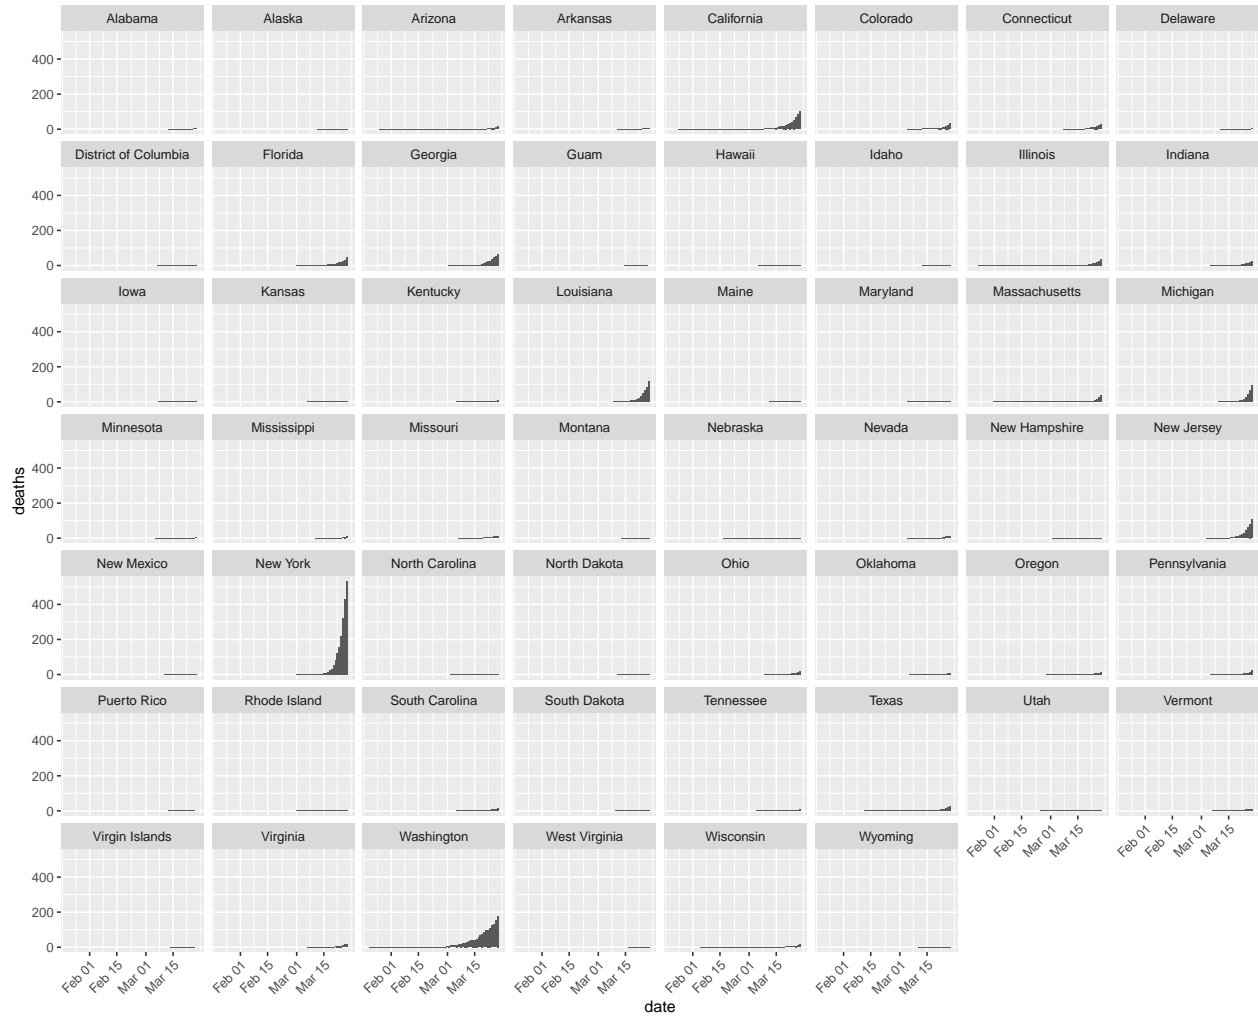 Alabama Alaska Arizona Arkansas California Colorado Connecticut Delaware
400
200
0
District of Columbia Florida Georgia Guam Hawaii Idaho Illinois Indiana
400
200
0
Iowa Kansas Kentucky Louisiana Maine Maryland Massachusetts Michigan
400
200
0
Minnesota Mississippi Missouri Montana Nebraska Nevada New Hampshire New Jersey
400
deaths
200
0
New Mexico New York North Carolina North Dakota Ohio Oklahoma Oregon Pennsylvania
400
200
0
Puerto Rico Rhode Island South Carolina South Dakota Tennessee Texas Utah Vermont
400
200
0
Feb 01 Feb 15 Mar 01 Mar 15 Feb 01 Feb 15 Mar 01 Mar 15
Virgin Islands Virginia Washington West Virginia Wisconsin Wyoming
400
200
0
Feb 01 Feb 15 Mar 01 Mar 15 Feb 01 Feb 15 Mar 01 Mar 15 Feb 01 Feb 15 Mar 01 Mar 15 Feb 01 Feb 15 Mar 01 Mar 15 Feb 01 Feb 15 Mar 01 Mar 15 Feb 01 Feb 15 Mar 01 Mar 15
date